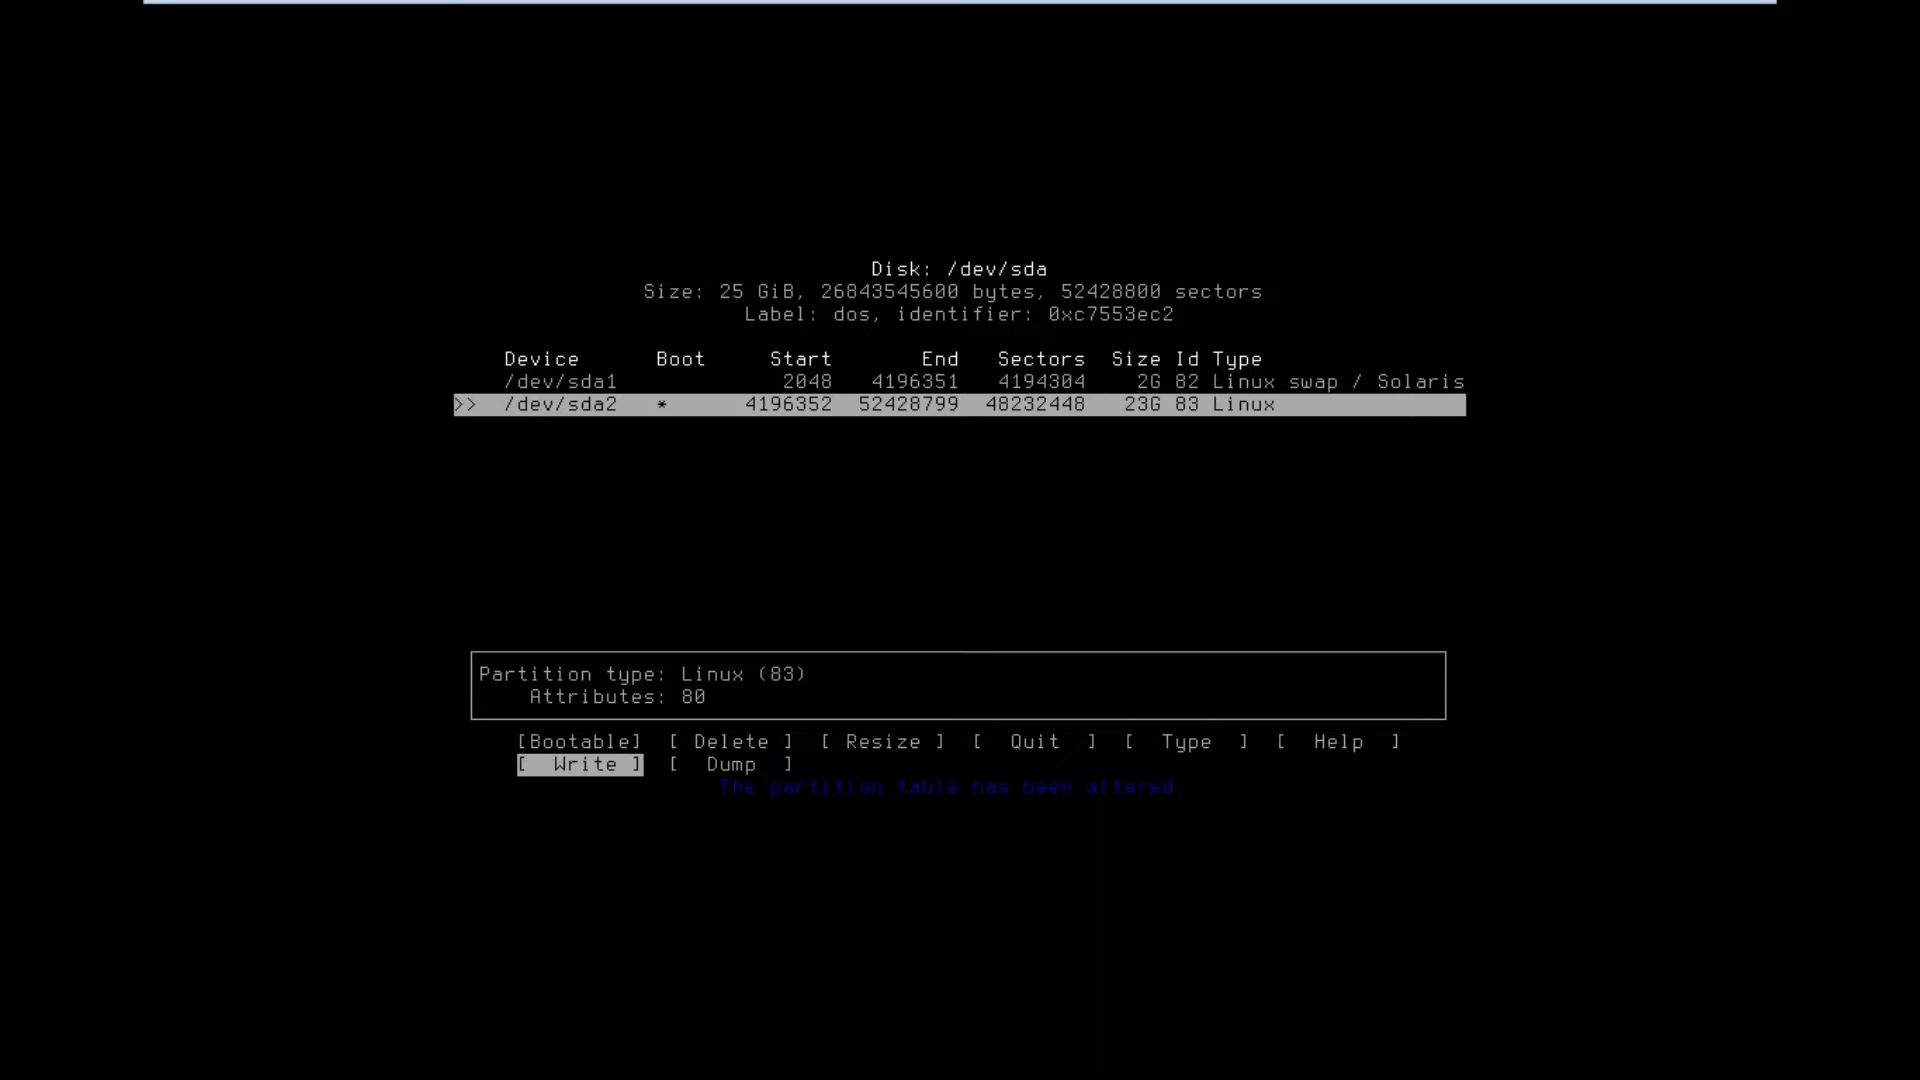 Disk: /dev/sda
Size: 25 GiB, 26843545600 bytes, 52428800 sectors
Label: dos, identifier: 0xc7553ec2
Device Boot Start End Sectors Size Id Type
/dev/sda1 2048 4196351 4194304 2G 82 Linux swap / Solaris
>> /dev/sda2 * 4196352 52428799 48232448 23G 83 Linux
Partition type: Linux (83)
Attributes: 80
[Bootable] [ Delete ] [ Resize ] [ Quit ] [ Type ] [ Help ]
[ Write ] [ Dump ]
The partition table has been altered.